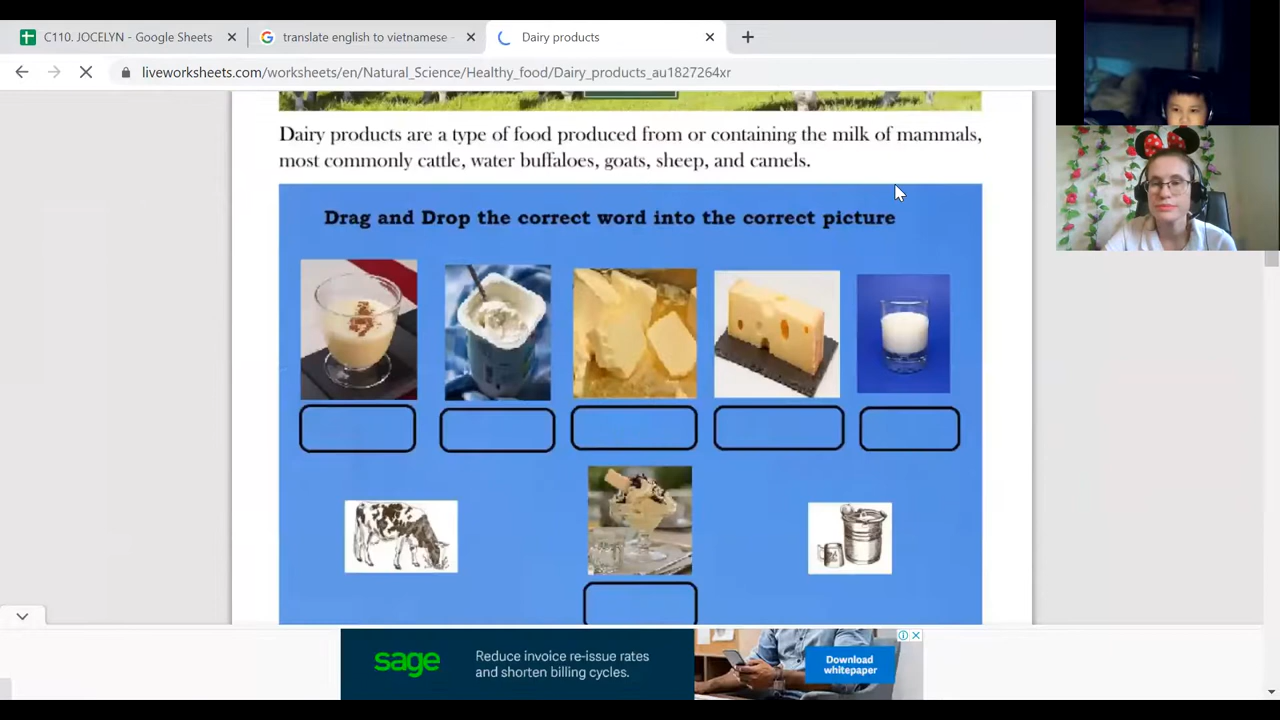 C110. JOCELYN - Google Sheets
translate english to vietnamese -
Dairy products
liveworksheets.com/worksheets/en/Natural_Science/Healthy_food/Dairy_products_au1827264xr
Dairy products are a type of food produced from or containing the milk of mammals,
most commonly cattle, water buffaloes, goats, sheep, and camels.
Drag and Drop the correct word into the correct picture
sage
Reduce invoice re-issue rates
and shorten billing cycles.
Download
whitepaper